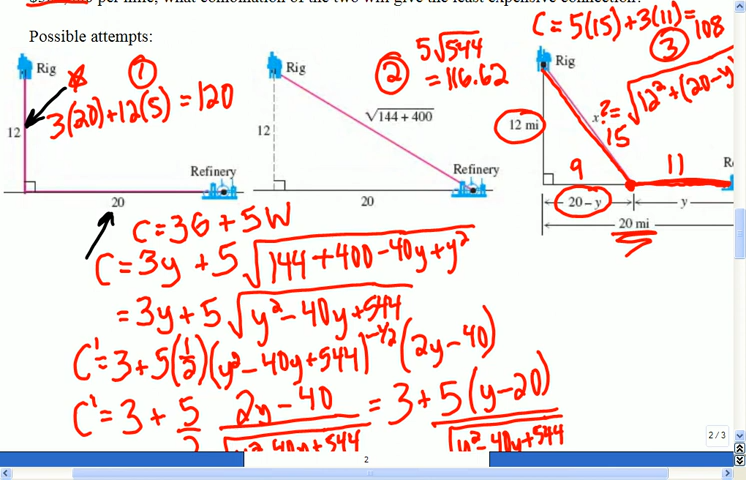 per mile, what combination of the two will give the least expensive connection?
Possible attempts:
C = 5(15) + 3(11) = 108
Rig
①
3(20) + 12(5) = 120
12
Refinery
20
Rig
②
5√544
= 116.62
√144 + 400
12
Refinery
20
③
Rig
12 mi
x
? = √12² + (20 - y)
15
9
11
R
20 - y
y
20 mi
C = 3G + 5W
C = 3y + 5√144 + 400 - 40y + y²
= 3y + 5√y² - 40y + 544
C' = 3 + 5(1/2)(y² - 40y + 544)^-1/2 (2y - 40)
C' = 3 + 5/2 2y - 40/√y² - 40y + 544 = 3 + 5(y - 20)/√y² - 40y + 544
2 / 3
2